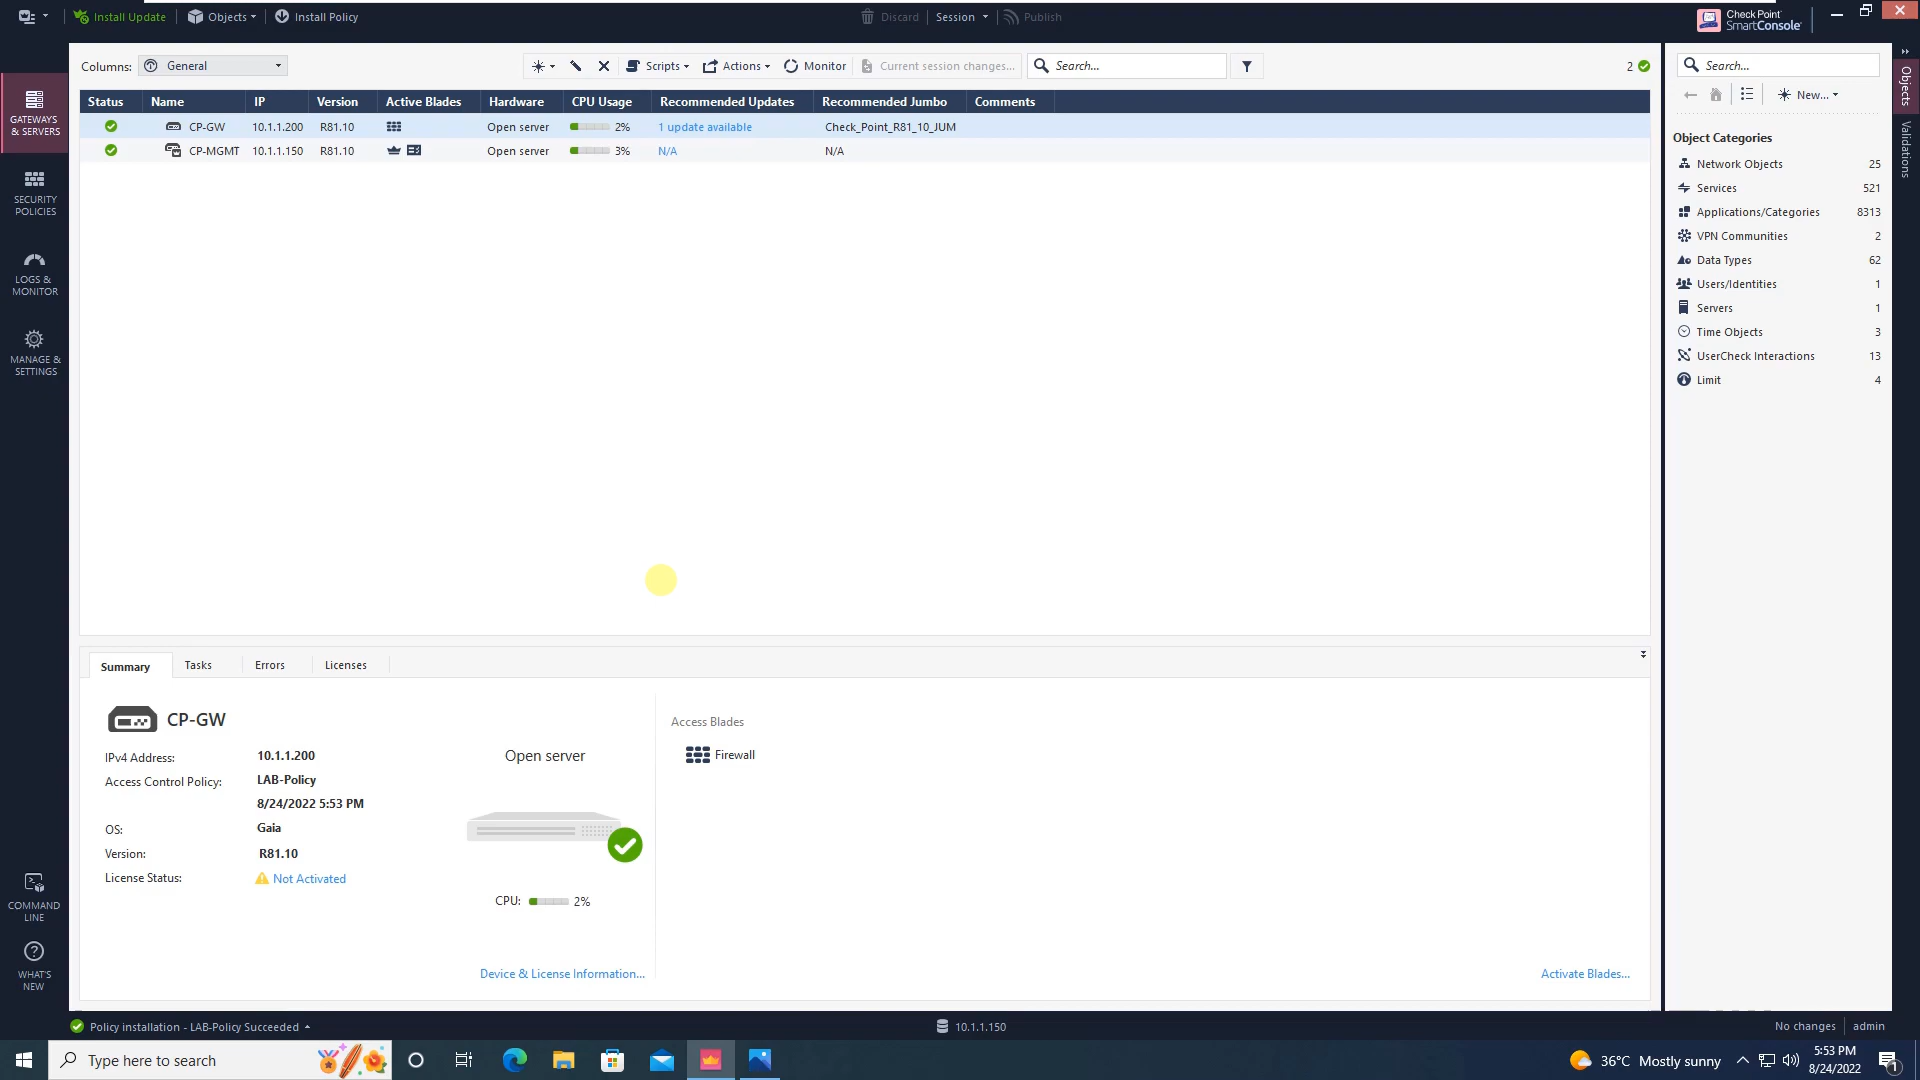 Install Update
Objects
Install Policy
Discard
Session
Publish
Check Point
SmartConsole
Columns:
General
Scripts
Actions
Monitor
Current session changes...
Search...
2
Status Name IP Version Active Blades Hardware CPU Usage Recommended Updates Recommended Jumbo Comments
CP-GW 10.1.1.200 R81.10 Open server 2% 1 update available Check_Point_R81_10_JUM
CP-MGMT 10.1.1.150 R81.10 Open server 3% N/A N/A
GATEWAYS
& SERVERS
SECURITY
POLICIES
LOGS &
MONITOR
MANAGE &
SETTINGS
COMMAND
LINE
WHAT'S
NEW
Summary Tasks Errors Licenses
CP-GW
IPv4 Address: 10.1.1.200
Access Control Policy: LAB-Policy
8/24/2022 5:53 PM
OS: Gaia
Version: R81.10
License Status: Not Activated
Open server
CPU: 2%
Device & License Information...
Access Blades
Firewall
Activate Blades...
Search...
New...
Object Categories
Network Objects 25
Services 521
Applications/Categories 8313
VPN Communities 2
Data Types 62
Users/Identities 1
Servers 1
Time Objects 3
UserCheck Interactions 13
Limit 4
Objects
Validations
Policy installation - LAB-Policy Succeeded
10.1.1.150
No changes
admin
Type here to search
36°C Mostly sunny
5:53 PM
8/24/2022
1